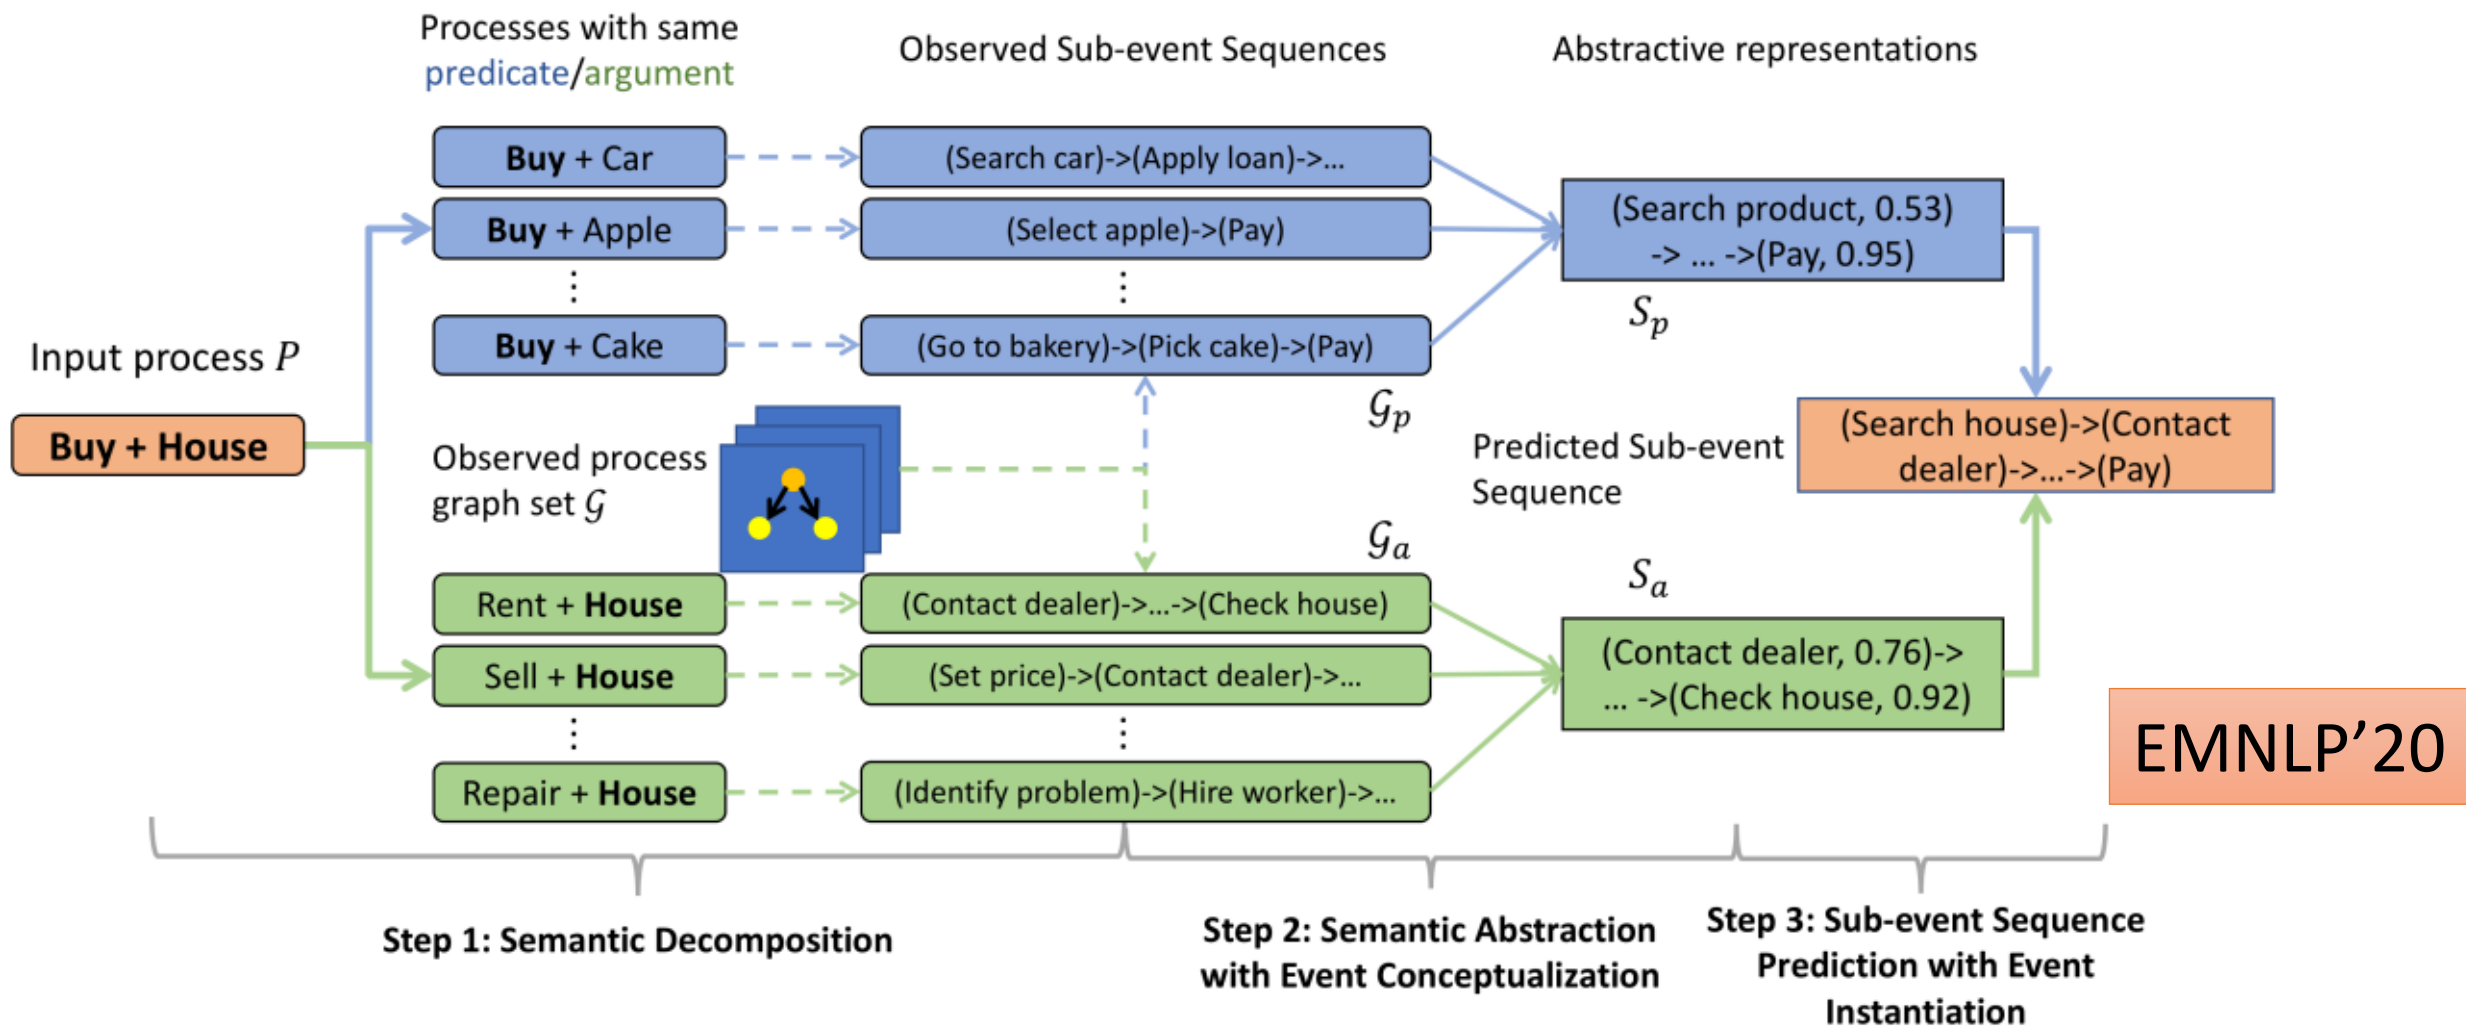 Processes with same
predicate/argument
Observed Sub-event Sequences
Abstractive representations
Buy + Car
(Search car)->(Apply loan)->...
Buy + Apple
(Select apple)->(Pay)
(Search product, 0.53)
-> ... ->(Pay, 0.95)
⋮
⋮
Buy + Cake
(Go to bakery)->(Pick cake)->(Pay)
S_p
Input process P
Buy + House
𝒢_p
Observed process
graph set 𝒢
Predicted Sub-event
Sequence
(Search house)->(Contact
dealer)->...->(Pay)
𝒢_a
S_a
Rent + House
(Contact dealer)->...->(Check house)
Sell + House
(Set price)->(Contact dealer)->...
(Contact dealer, 0.76)->
... ->(Check house, 0.92)
⋮
⋮
Repair + House
(Identify problem)->(Hire worker)->...
EMNLP’20
Step 1: Semantic Decomposition
Step 2: Semantic Abstraction
with Event Conceptualization
Step 3: Sub-event Sequence
Prediction with Event
Instantiation